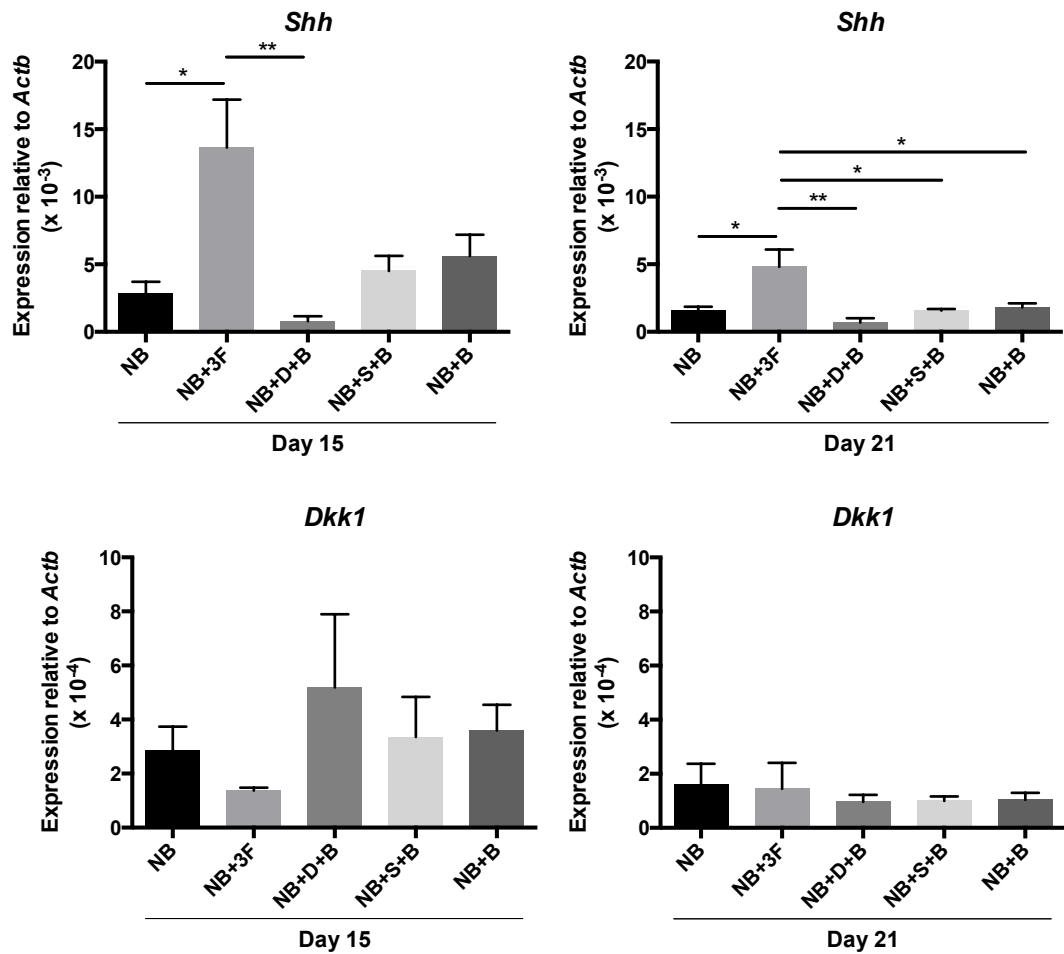 Shh
Expression relative to Actb
(x 10⁻³)
20
15
10
5
0
*
**
NB
NB+3F
NB+D+B
NB+S+B
NB+B
Day 15
Shh
Expression relative to Actb
(x 10⁻³)
20
15
10
5
0
*
*
**
*
NB
NB+3F
NB+D+B
NB+S+B
NB+B
Day 21
Dkk1
Expression relative to Actb
(x 10⁻⁴)
10
8
6
4
2
0
NB
NB+3F
NB+D+B
NB+S+B
NB+B
Day 15
Dkk1
Expression relative to Actb
(x 10⁻⁴)
10
8
6
4
2
0
NB
NB+3F
NB+D+B
NB+S+B
NB+B
Day 21